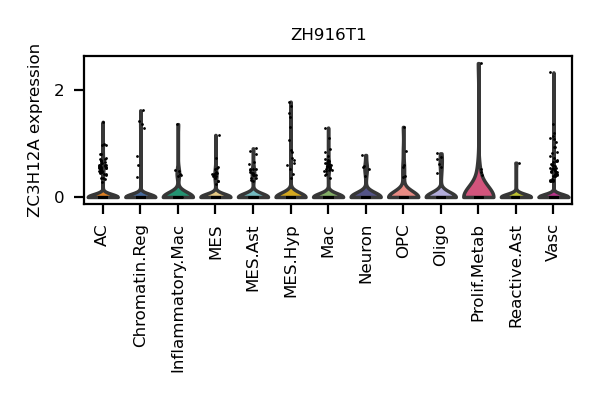 ZH916T1
ZC3H12A expression
2
0
AC
Chromatin.Reg
Inflammatory.Mac
MES
MES.Ast
MES.Hyp
Mac
Neuron
OPC
Oligo
Prolif.Metab
Reactive.Ast
Vasc